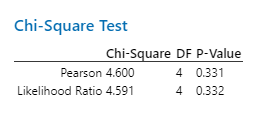 Chi-Square Test
Chi-Square DF P-Value
Pearson 4.600 4 0.331
Likelihood Ratio 4.591 4 0.332